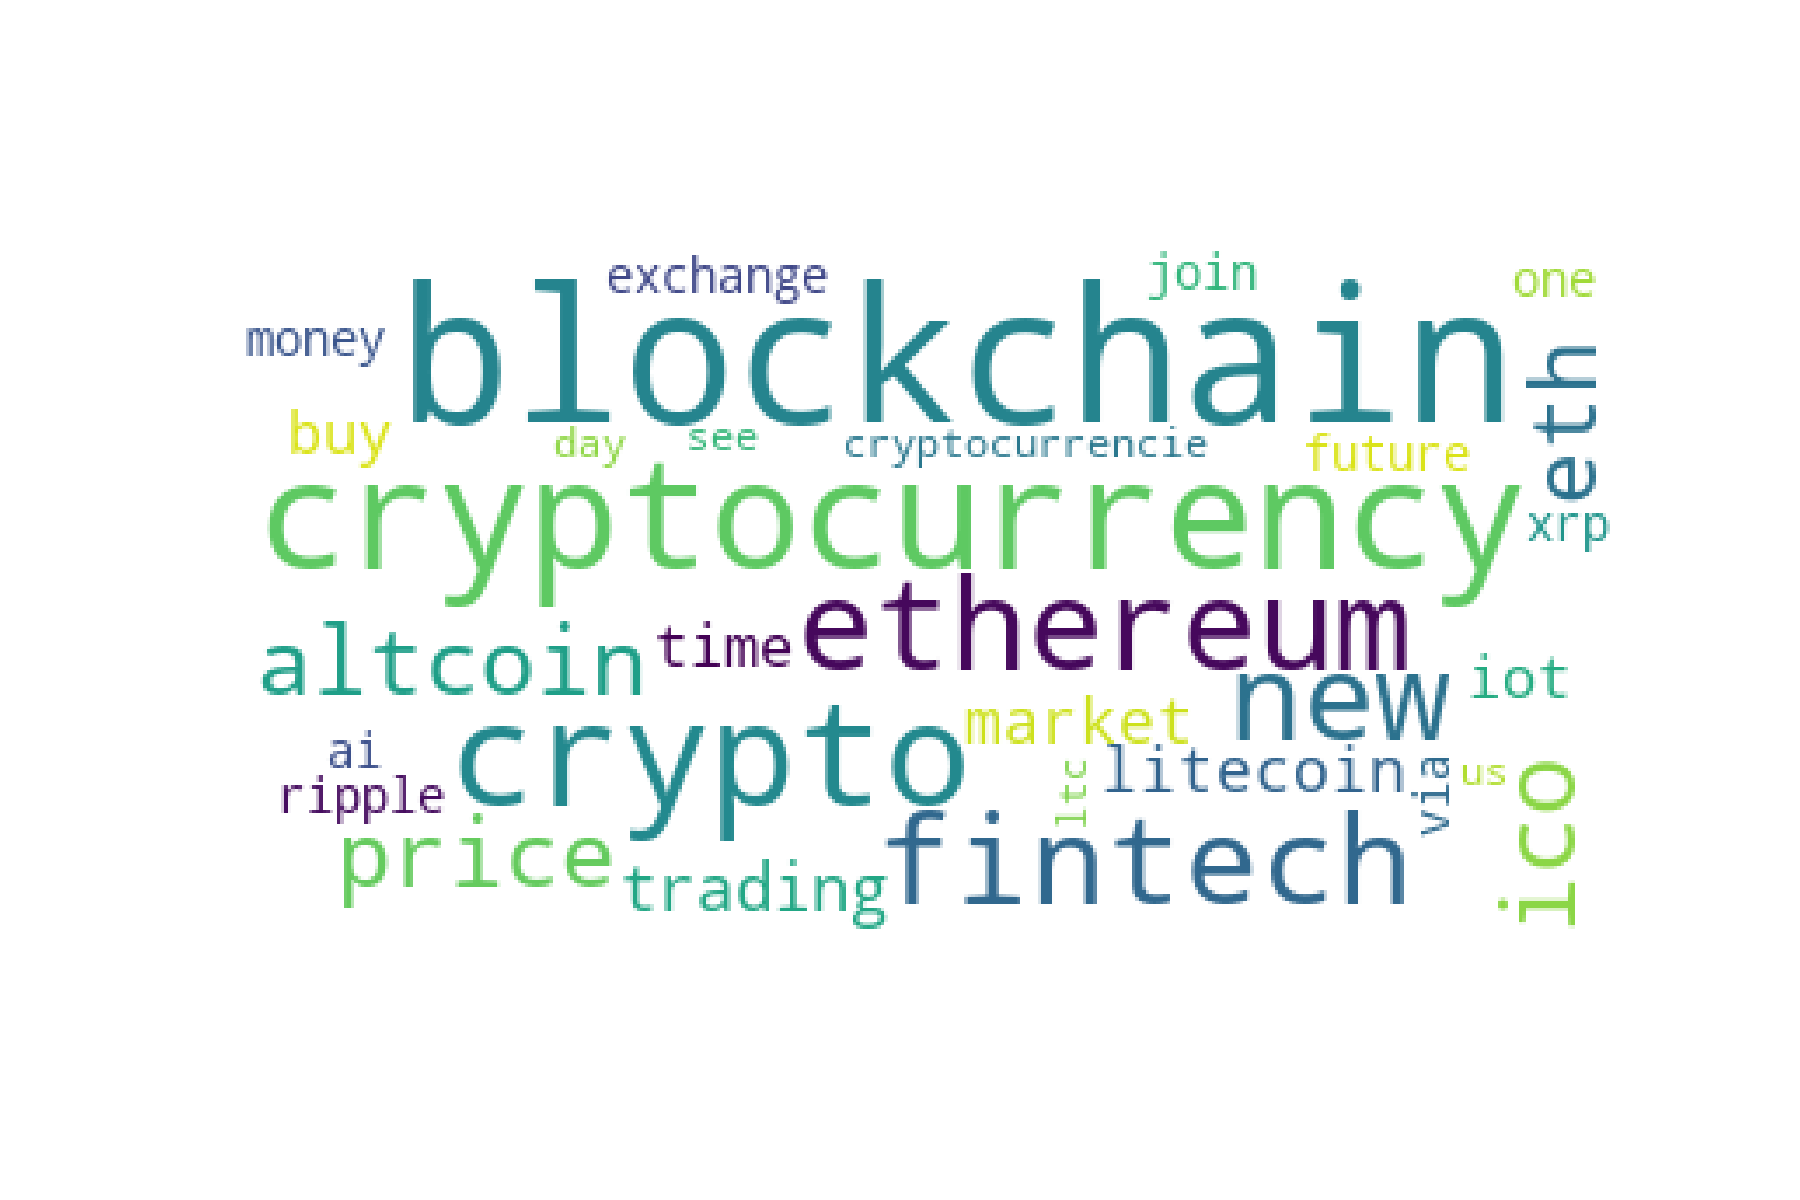 exchange
join
one
money
blockchain
eth
buy
day
see
cryptocurrencie
future
cryptocurrency
xrp
ethereum
altcoin
time
new
iot
market
crypto
ai
litecoin
via
us
ltc
ico
ripple
price
trading
fintech